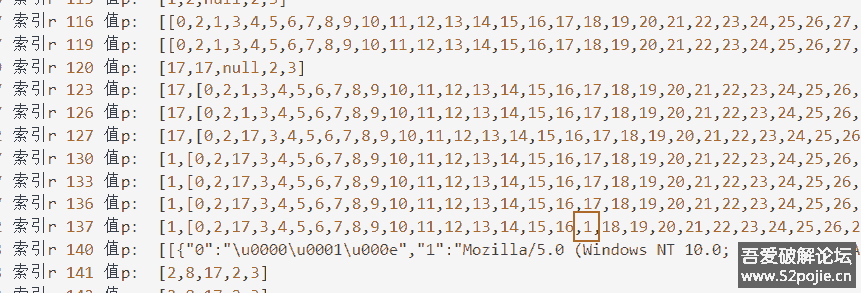 索引r 115 值p: [1,2,null,2,3]
索引r 116 值p: [[0,2,1,3,4,5,6,7,8,9,10,11,12,13,14,15,16,17,18,19,20,21,22,23,24,25,26,27,
索引r 119 值p: [[0,2,1,3,4,5,6,7,8,9,10,11,12,13,14,15,16,17,18,19,20,21,22,23,24,25,26,27,
索引r 120 值p: [17,17,null,2,3]
索引r 123 值p: [17,[0,2,1,3,4,5,6,7,8,9,10,11,12,13,14,15,16,17,18,19,20,21,22,23,24,25,26,
索引r 126 值p: [17,[0,2,1,3,4,5,6,7,8,9,10,11,12,13,14,15,16,17,18,19,20,21,22,23,24,25,26,
索引r 127 值p: [17,[0,2,17,3,4,5,6,7,8,9,10,11,12,13,14,15,16,17,18,19,20,21,22,23,24,25,26
索引r 130 值p: [1,[0,2,17,3,4,5,6,7,8,9,10,11,12,13,14,15,16,17,18,19,20,21,22,23,24,25,26,
索引r 133 值p: [1,[0,2,17,3,4,5,6,7,8,9,10,11,12,13,14,15,16,17,18,19,20,21,22,23,24,25,26,
索引r 136 值p: [1,[0,2,17,3,4,5,6,7,8,9,10,11,12,13,14,15,16,17,18,19,20,21,22,23,24,25,26,
索引r 137 值p: [1,[0,2,17,3,4,5,6,7,8,9,10,11,12,13,14,15,16,1,18,19,20,21,22,23,24,25,26,2
索引r 140 值p: [[{"0":"\u0000\u0001\u000e","1":"Mozilla/5.0 (Windows NT 10.0;
索引r 141 值p: [2,8,17,2,3]
吾爱破解论坛
www.52pojie.cn